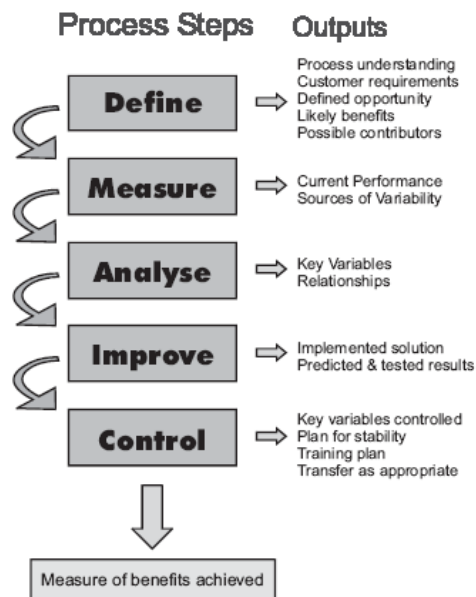 Process Steps
Outputs
Define
Process understanding
Customer requirements
Defined opportunity
Likely benefits
Possible contributors
Measure
Current Performance
Sources of Variability
Analyse
Key Variables
Relationships
Improve
Implemented solution
Predicted & tested results
Control
Key variables controlled
Plan for stability
Training plan
Transfer as appropriate
Measure of benefits achieved